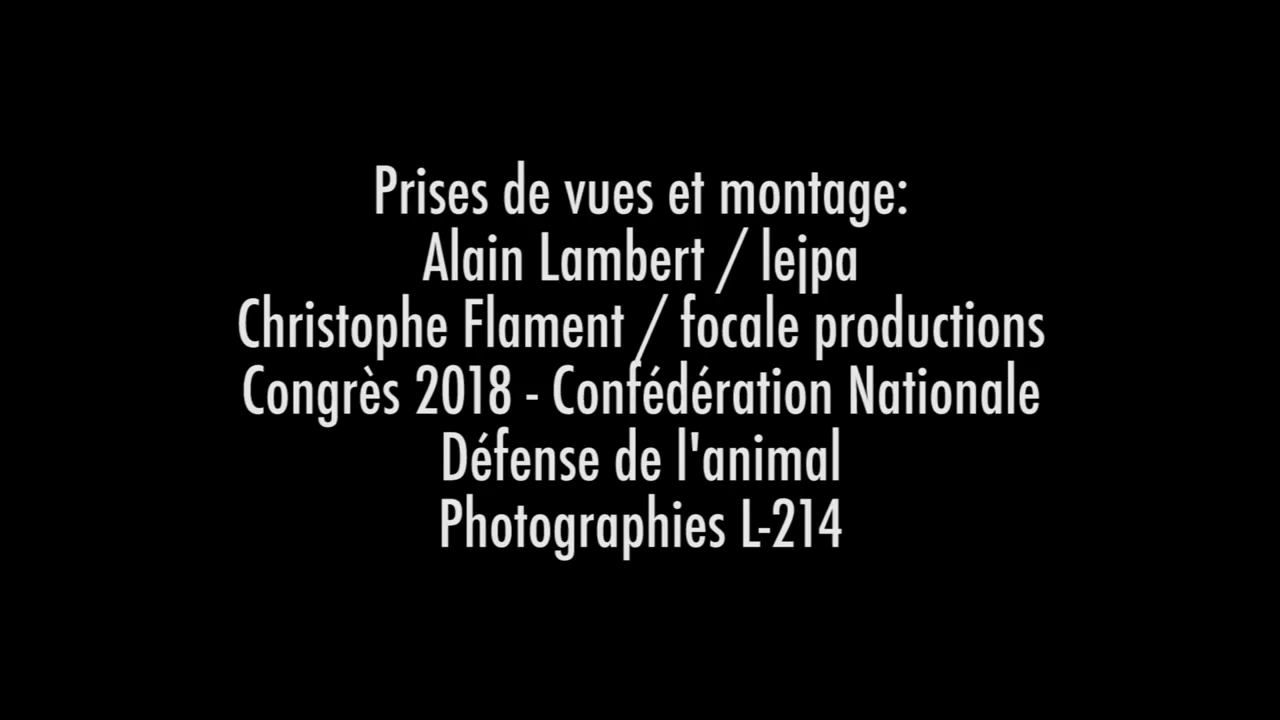 Prises de vues et montage:
Alain Lambert / lejpa
Christophe Flament / focale productions
Congrès 2018 - Confédération Nationale
Défense de l'animal
Photographies L-214